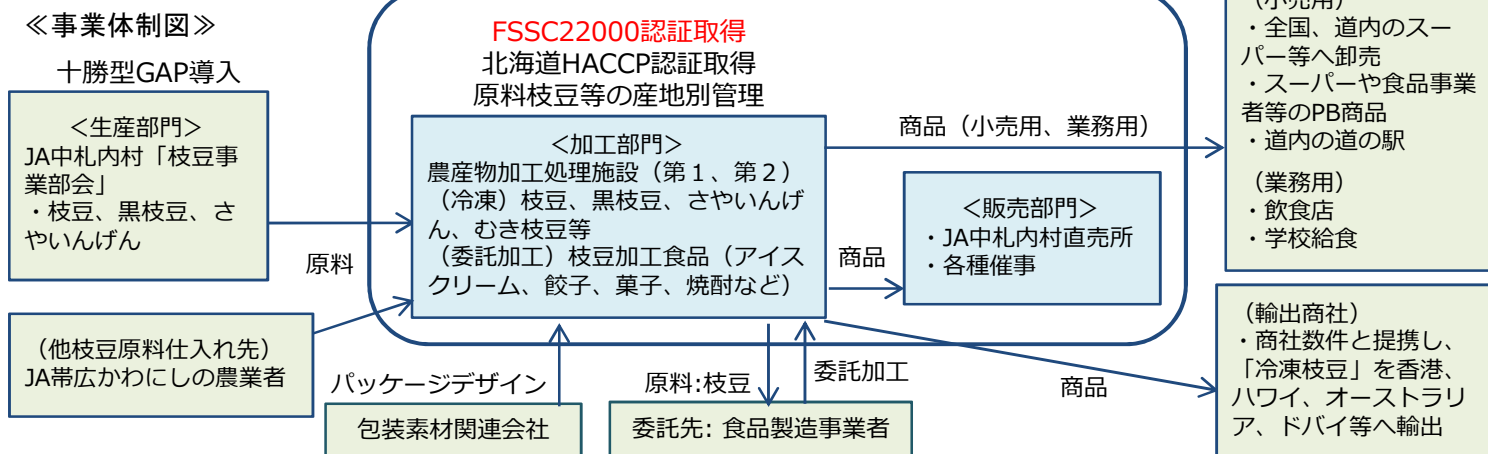 ≪事業体制図≫
十勝型GAP導入
<生産部門>
JA中札内村「枝豆事
業部会」
・枝豆、黒枝豆、さ
やいんげん
原料
(他枝豆原料仕入れ先)
JA帯広かわにしの農業者
FSSC22000認証取得
北海道HACCP認証取得
原料枝豆等の産地別管理
<加工部門>
農産物加工処理施設(第1、第2)
(冷凍)枝豆、黒枝豆、さやいんげ
ん、むき枝豆等
(委託加工)枝豆加工食品(アイス
クリーム、餃子、菓子、焼酎など)
商品(小売用、業務用)
商品
<販売部門>
・JA中札内村直売所
・各種催事
パッケージデザイン
包装素材関連会社
原料:枝豆
委託加工
委託先: 食品製造事業者
商品
(小売用)
・全国、道内のスー
パー等へ卸売
・スーパーや食品事業
者等のPB商品
・道内の道の駅
(業務用)
・飲食店
・学校給食
(輸出商社)
・商社数件と提携し、
「冷凍枝豆」を香港、
ハワイ、オーストラリ
ア、ドバイ等へ輸出